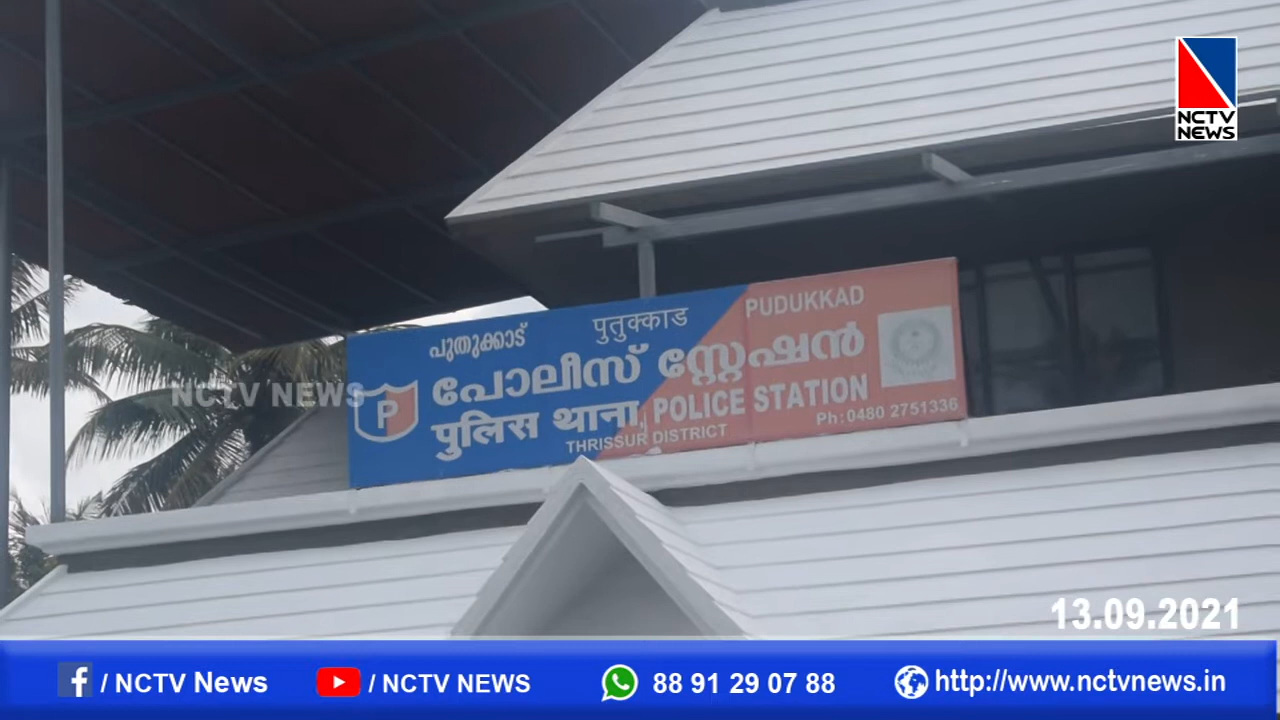 NCTV
NEWS
പുതുക്കാട്
पुतुक्काड
PUDUKKAD
പോലീസ് സ്റ്റേഷൻ
P
पुलिस थाना, POLICE STATION
THRISSUR DISTRICT
Ph:0480 2751336
NCTV NEWS
13.09.2021
/ NCTV News
/ NCTV NEWS
88 91 29 07 88
http://www.nctvnews.in